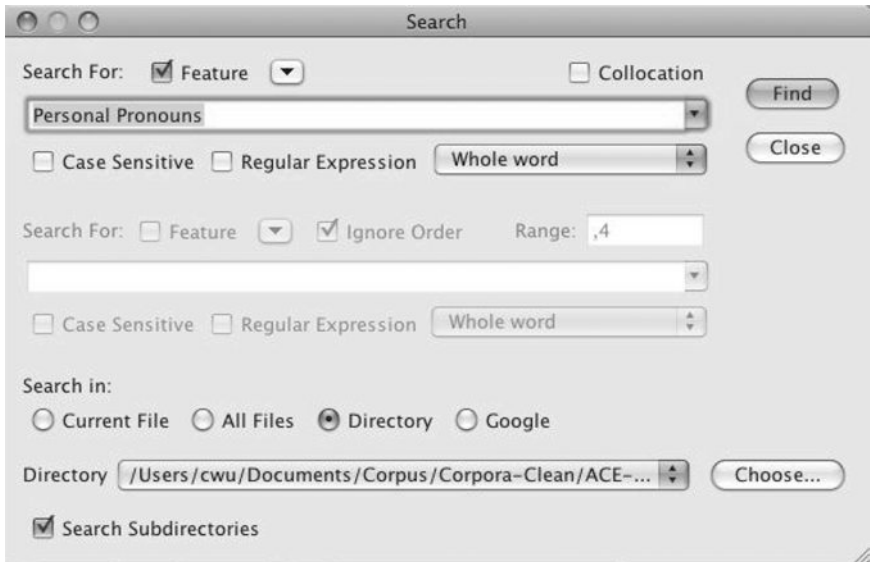 Search
Search For: Feature Collocation
Find
Personal Pronouns
Case Sensitive Regular Expression Whole word
Close
Search For: Feature Ignore Order Range: ,4
Case Sensitive Regular Expression Whole word
Search in:
Current File All Files Directory Google
Directory /Users/cwu/Documents/Corpus/Corpora-Clean/ACE-... Choose...
Search Subdirectories